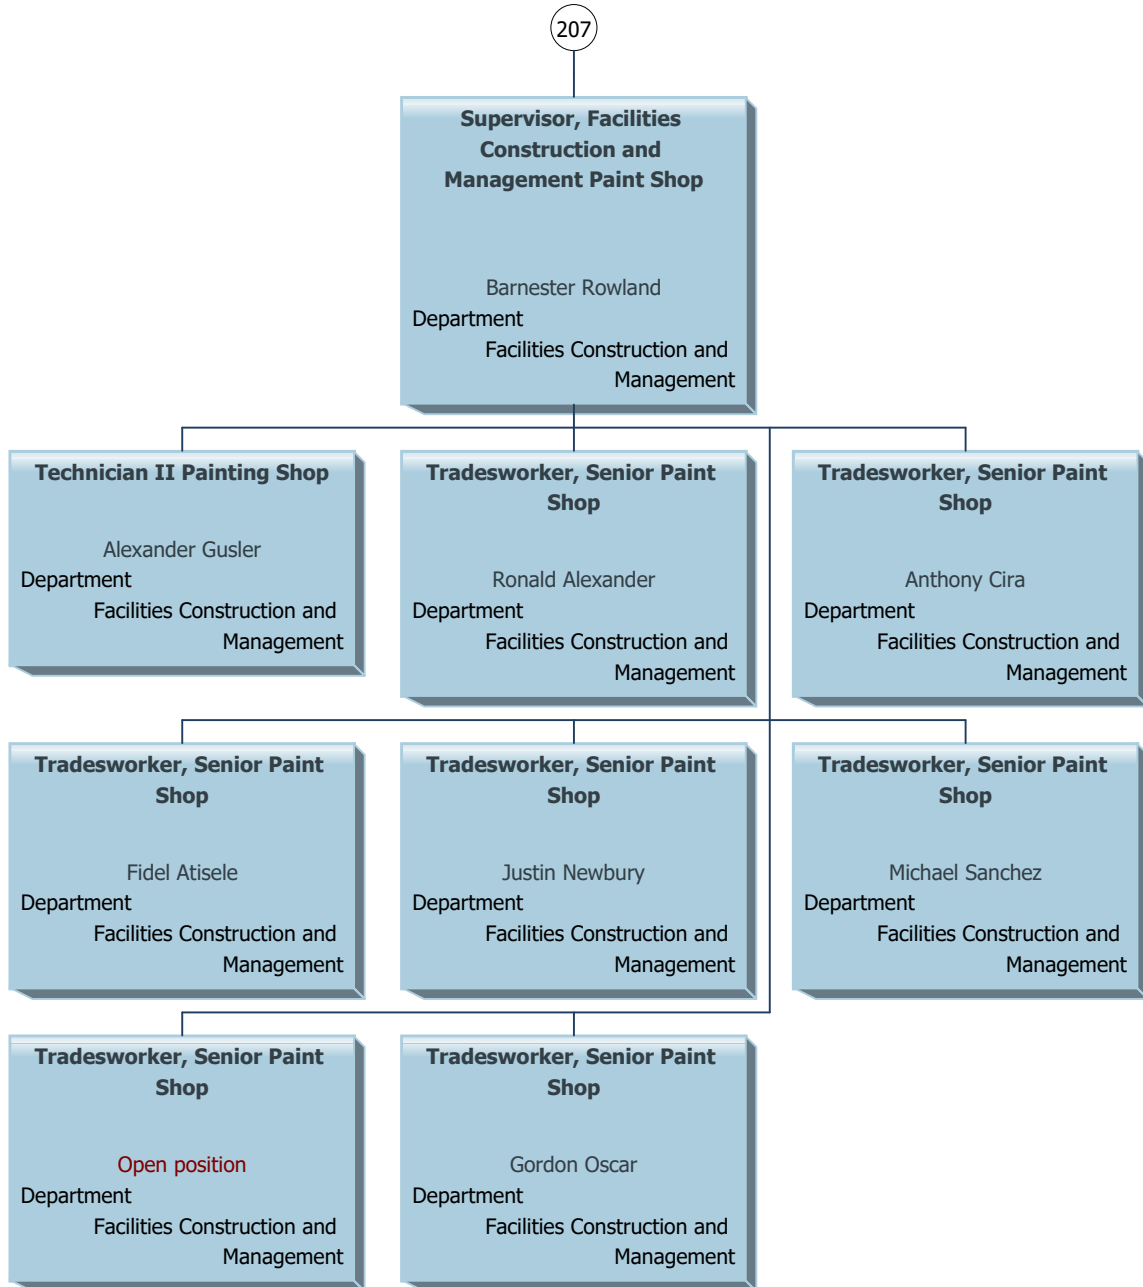 207
Supervisor, Facilities
Construction and
Management Paint Shop
Barnester Rowland
Department
Facilities Construction and
Management
Technician II Painting Shop
Alexander Gusler
Department
Facilities Construction and
Management
Tradesworker, Senior Paint
Shop
Ronald Alexander
Department
Facilities Construction and
Management
Tradesworker, Senior Paint
Shop
Anthony Cira
Department
Facilities Construction and
Management
Tradesworker, Senior Paint
Shop
Fidel Atisele
Department
Facilities Construction and
Management
Tradesworker, Senior Paint
Shop
Justin Newbury
Department
Facilities Construction and
Management
Tradesworker, Senior Paint
Shop
Michael Sanchez
Department
Facilities Construction and
Management
Tradesworker, Senior Paint
Shop
Open position
Department
Facilities Construction and
Management
Tradesworker, Senior Paint
Shop
Gordon Oscar
Department
Facilities Construction and
Management